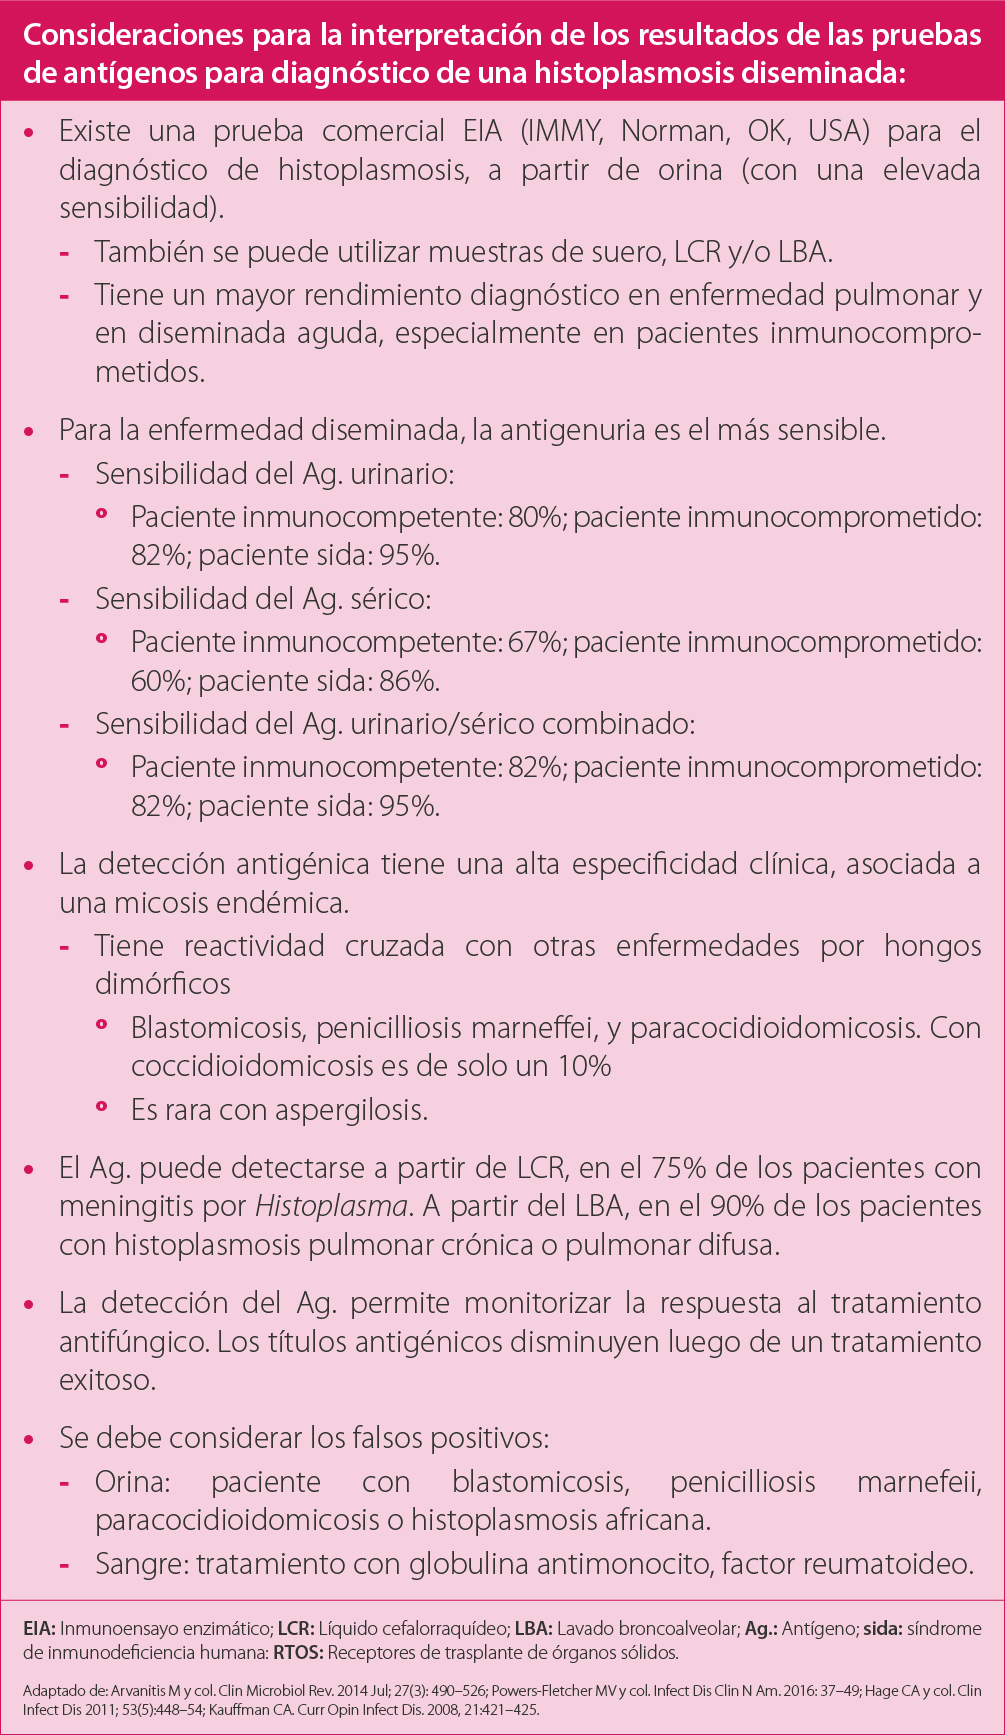 Consideraciones para la interpretación de los resultados de las pruebas
de antígenos para diagnóstico de una histoplasmosis diseminada:
• Existe una prueba comercial EIA (IMMY, Norman, OK, USA) para el
diagnóstico de histoplasmosis, a partir de orina (con una elevada
sensibilidad).
- También se puede utilizar muestras de suero, LCR y/o LBA.
- Tiene un mayor rendimiento diagnóstico en enfermedad pulmonar y
en diseminada aguda, especialmente en pacientes inmunocompro-
metidos.
• Para la enfermedad diseminada, la antigenuria es el más sensible.
- Sensibilidad del Ag. urinario:
° Paciente inmunocompetente: 80%; paciente inmunocomprometido:
82%; paciente sida: 95%.
- Sensibilidad del Ag. sérico:
° Paciente inmunocompetente: 67%; paciente inmunocomprometido:
60%; paciente sida: 86%.
- Sensibilidad del Ag. urinario/sérico combinado:
° Paciente inmunocompetente: 82%; paciente inmunocomprometido:
82%; paciente sida: 95%.
• La detección antigénica tiene una alta especificidad clínica, asociada a
una micosis endémica.
- Tiene reactividad cruzada con otras enfermedades por hongos
dimórficos
° Blastomicosis, penicilliosis marneffei, y paracocidioidomicosis. Con
coccidioidomicosis es de solo un 10%
° Es rara con aspergilosis.
• El Ag. puede detectarse a partir de LCR, en el 75% de los pacientes con
meningitis por Histoplasma. A partir del LBA, en el 90% de los pacientes
con histoplasmosis pulmonar crónica o pulmonar difusa.
• La detección del Ag. permite monitorizar la respuesta al tratamiento
antifúngico. Los títulos antigénicos disminuyen luego de un tratamiento
exitoso.
• Se debe considerar los falsos positivos:
- Orina: paciente con blastomicosis, penicilliosis marnefeii,
paracocidioidomicosis o histoplasmosis africana.
- Sangre: tratamiento con globulina antimonocito, factor reumatoideo.
EIA: Inmunoensayo enzimático; LCR: Líquido cefalorraquídeo; LBA: Lavado broncoalveolar; Ag.: Antígeno; sida: síndrome
de inmunodeficiencia humana: RTOS: Receptores de trasplante de órganos sólidos.
Adaptado de: Arvanitis M y col. Clin Microbiol Rev. 2014 Jul; 27(3): 490–526; Powers-Fletcher MV y col. Infect Dis Clin N Am. 2016: 37–49; Hage CA y col. Clin
Infect Dis 2011; 53(5):448–54; Kauffman CA. Curr Opin Infect Dis. 2008, 21:421–425.